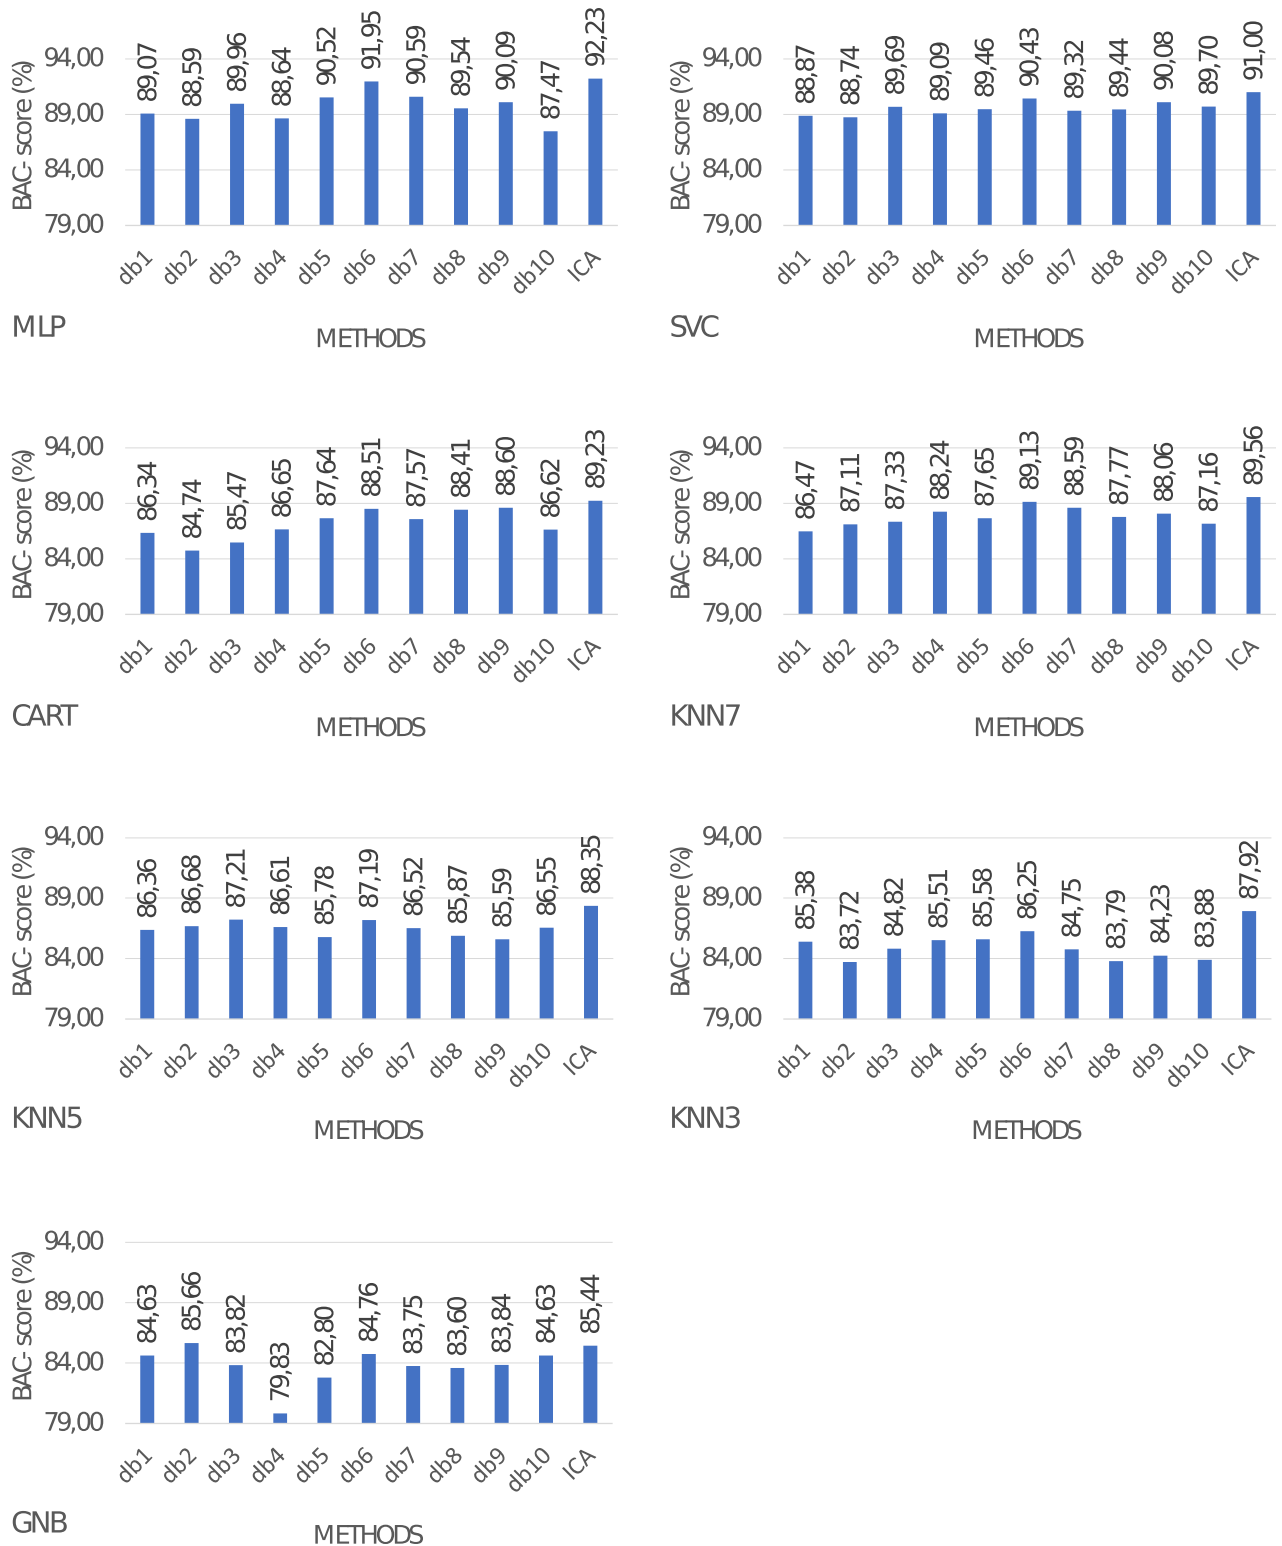 BAC- score (%)
94,00
89,00
84,00
79,00
89,07
88,59
89,96
88,64
90,52
91,95
90,59
89,54
90,09
87,47
92,23
db1
db2
db3
db4
db5
db6
db7
db8
db9
db10
ICA
MLP
METHODS
BAC- score (%)
94,00
89,00
84,00
79,00
88,87
88,74
89,69
89,09
89,46
90,43
89,32
89,44
90,08
89,70
91,00
db1
db2
db3
db4
db5
db6
db7
db8
db9
db10
ICA
SVC
METHODS
BAC- score (%)
94,00
89,00
84,00
79,00
86,34
84,74
85,47
86,65
87,64
88,51
87,57
88,41
88,60
86,62
89,23
db1
db2
db3
db4
db5
db6
db7
db8
db9
db10
ICA
CART
METHODS
BAC- score (%)
94,00
89,00
84,00
79,00
86,47
87,11
87,33
88,24
87,65
89,13
88,59
87,77
88,06
87,16
89,56
db1
db2
db3
db4
db5
db6
db7
db8
db9
db10
ICA
KNN7
METHODS
BAC- score (%)
94,00
89,00
84,00
79,00
86,36
86,68
87,21
86,61
85,78
87,19
86,52
85,87
85,59
86,55
88,35
db1
db2
db3
db4
db5
db6
db7
db8
db9
db10
ICA
KNN5
METHODS
BAC- score (%)
94,00
89,00
84,00
79,00
85,38
83,72
84,82
85,51
85,58
86,25
84,75
83,79
84,23
83,88
87,92
db1
db2
db3
db4
db5
db6
db7
db8
db9
db10
ICA
KNN3
METHODS
BAC- score (%)
94,00
89,00
84,00
79,00
84,63
85,66
83,82
79,83
82,80
84,76
83,75
83,60
83,84
84,63
85,44
db1
db2
db3
db4
db5
db6
db7
db8
db9
db10
ICA
GNB
METHODS